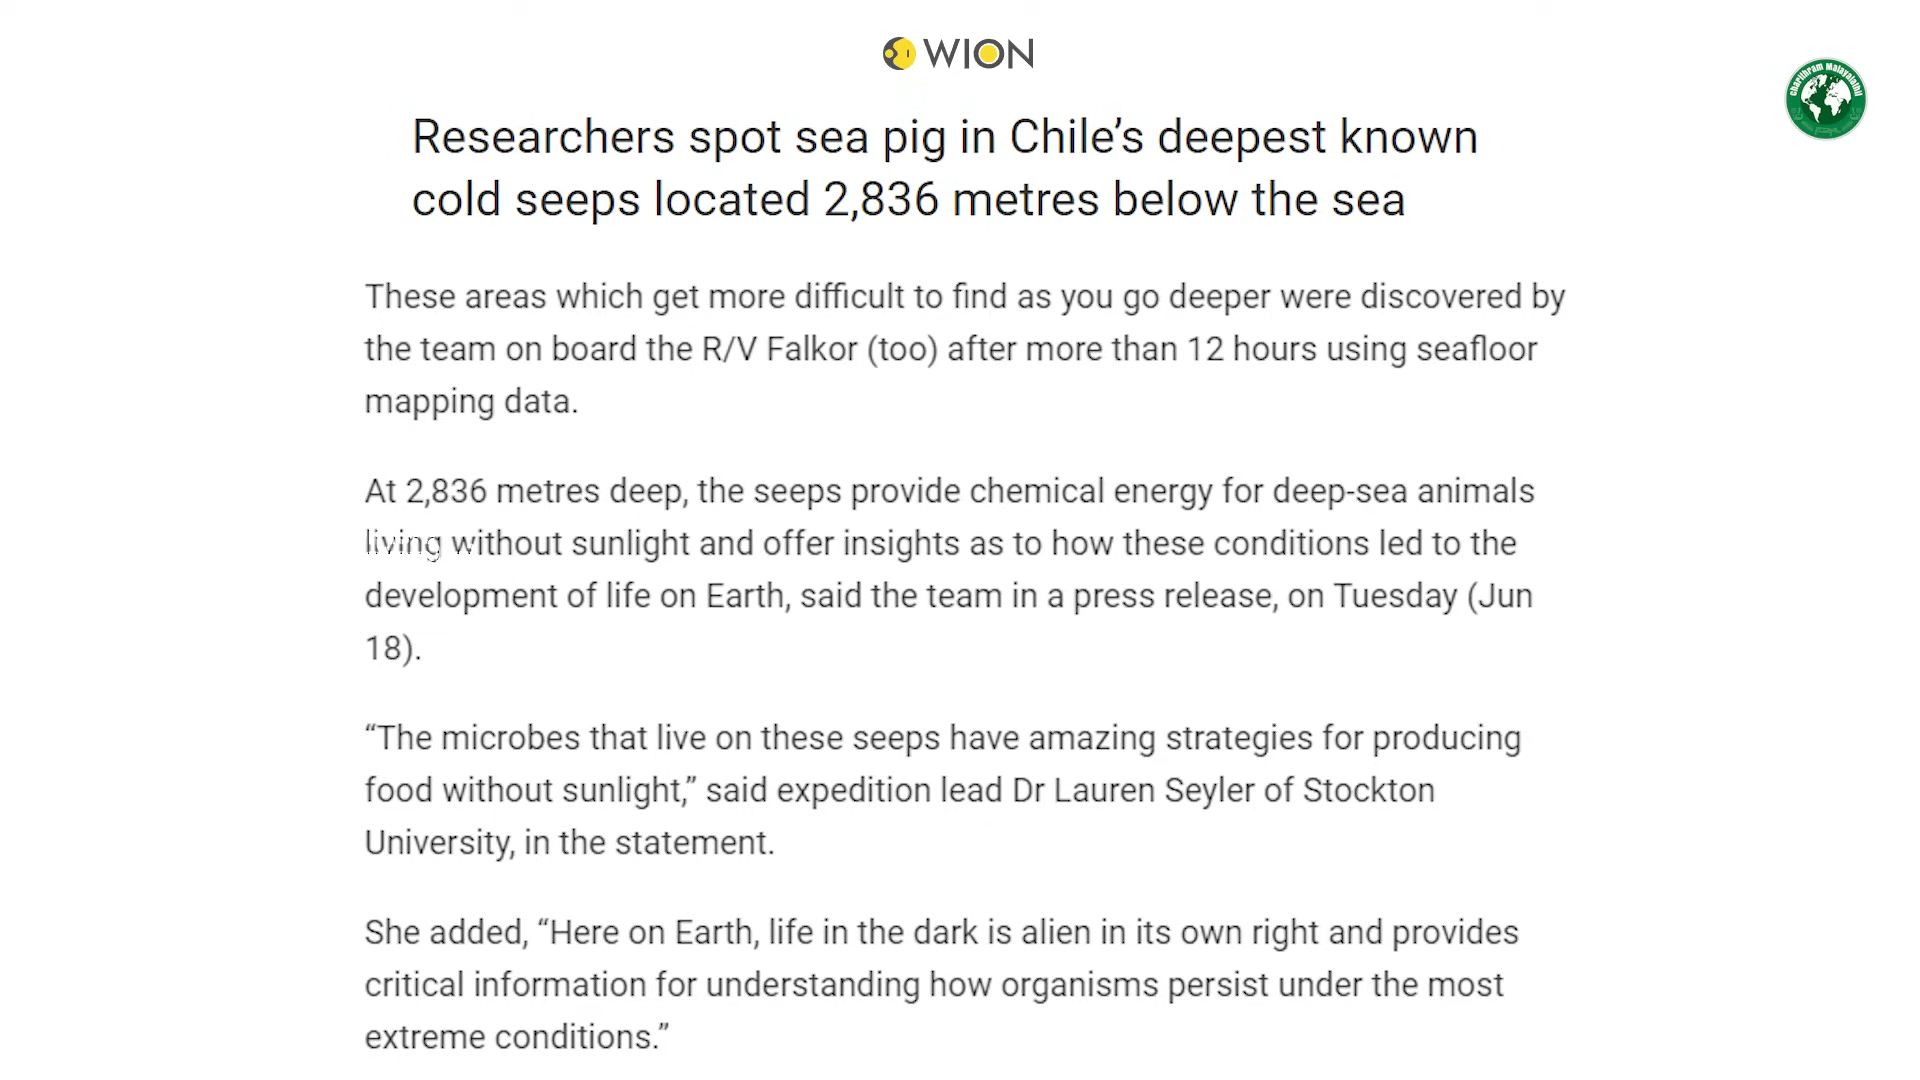 WION
Charithram Malayalathil
Researchers spot sea pig in Chile’s deepest known
cold seeps located 2,836 metres below the sea
These areas which get more difficult to find as you go deeper were discovered by
the team on board the R/V Falkor (too) after more than 12 hours using seafloor
mapping data.
At 2,836 metres deep, the seeps provide chemical energy for deep-sea animals
living without sunlight and offer insights as to how these conditions led to the
development of life on Earth, said the team in a press release, on Tuesday (Jun
18).
“The microbes that live on these seeps have amazing strategies for producing
food without sunlight,” said expedition lead Dr Lauren Seyler of Stockton
University, in the statement.
She added, “Here on Earth, life in the dark is alien in its own right and provides
critical information for understanding how organisms persist under the most
extreme conditions.”